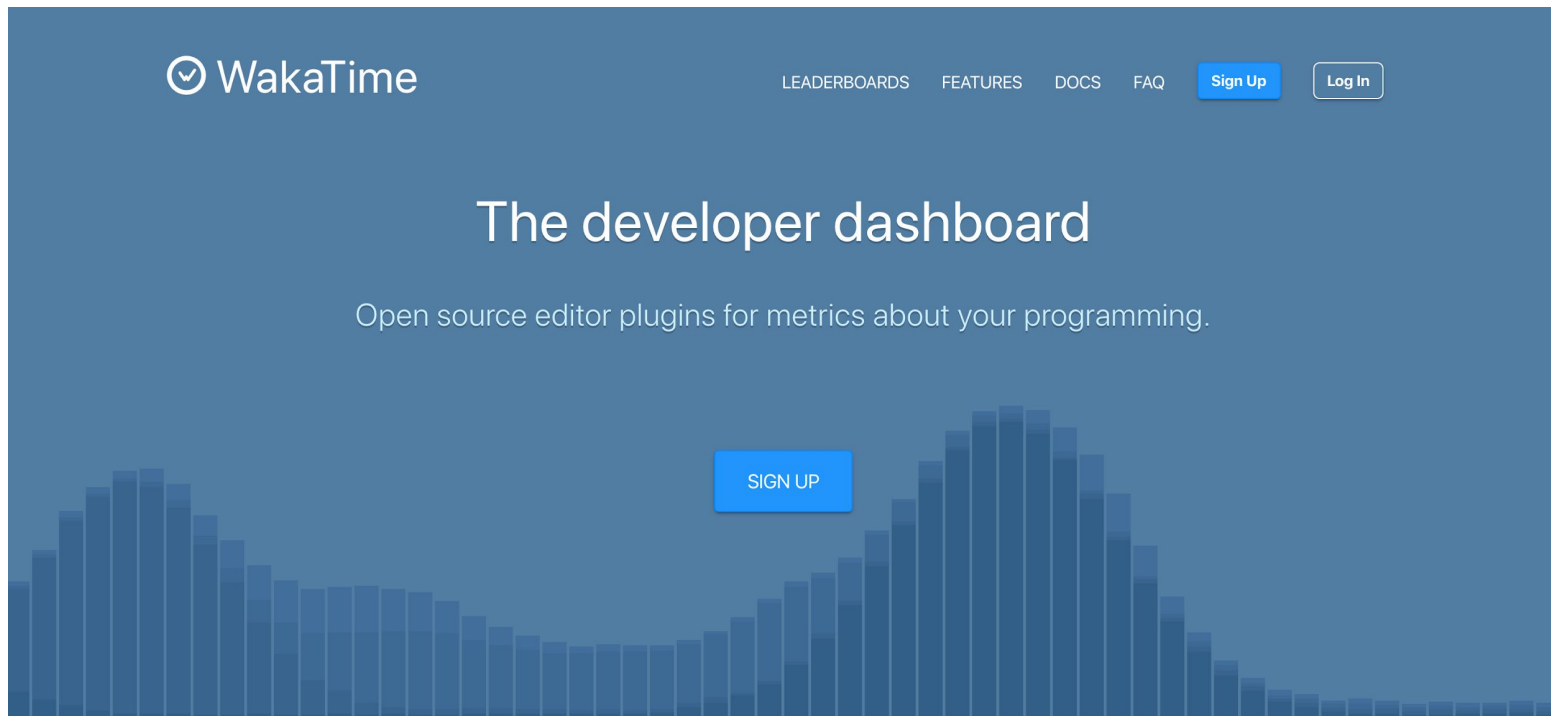 WakaTime
LEADERBOARDS FEATURES DOCS FAQ Sign Up Log In
The developer dashboard
Open source editor plugins for metrics about your programming.
SIGN UP